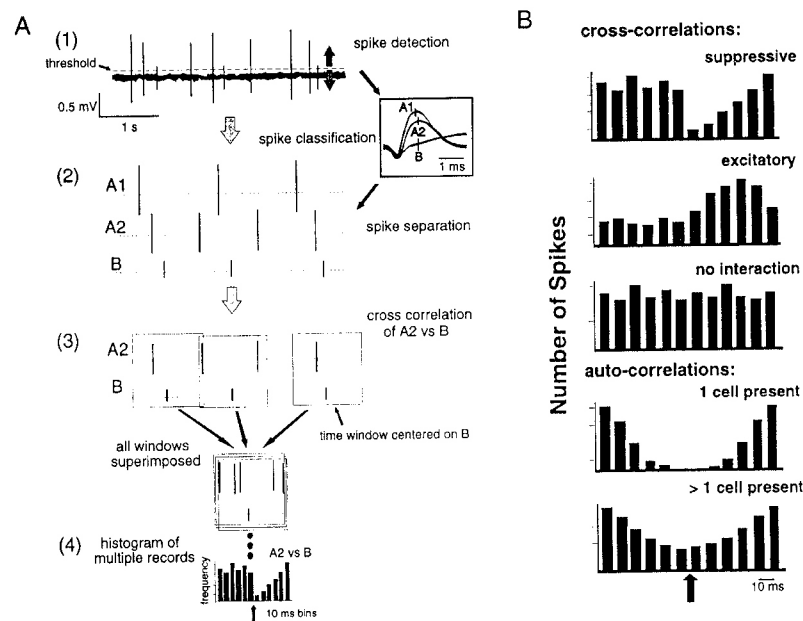 A
(1)
spike detection
threshold
0.5 mV
1 s
spike classification
A1
A2
B
1 ms
(2)
A1
A2
B
spike separation
(3)
cross correlation
of A2 vs B
A2
B
time window centered on B
all windows
superimposed
(4)
histogram of
multiple records
A2 vs B
frequency
10 ms bins
B
cross-correlations:
suppressive
excitatory
no interaction
Number of Spikes
auto-correlations:
1 cell present
> 1 cell present
10 ms